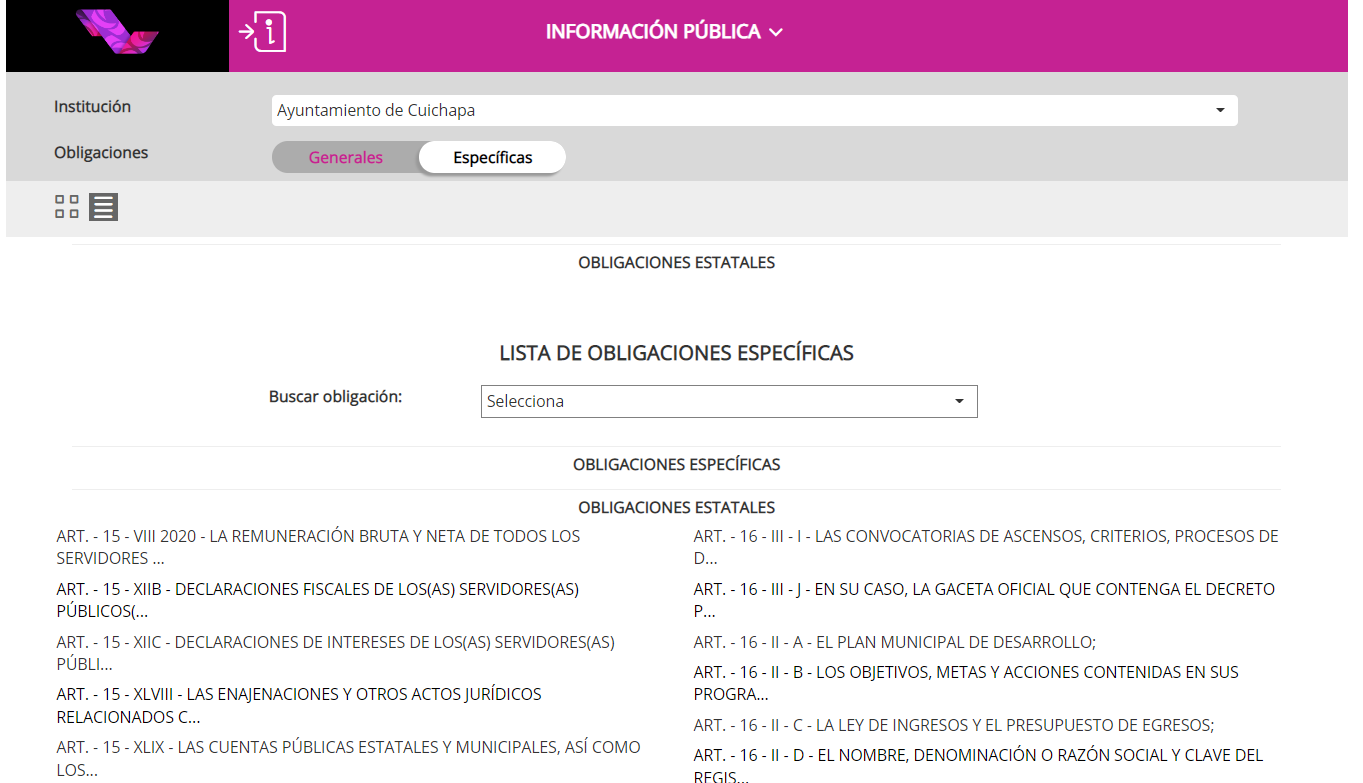 INFORMACIÓN PÚBLICA
Institución
Ayuntamiento de Cuichapa
Obligaciones
Generales
Específicas
OBLIGACIONES ESTATALES
LISTA DE OBLIGACIONES ESPECÍFICAS
Buscar obligación:
Selecciona
OBLIGACIONES ESPECÍFICAS
OBLIGACIONES ESTATALES
ART. - 15 - VIII 2020 - LA REMUNERACIÓN BRUTA Y NETA DE TODOS LOS
SERVIDORES ...
ART. - 15 - XIIB - DECLARACIONES FISCALES DE LOS(AS) SERVIDORES(AS)
PÚBLICOS(...
ART. - 15 - XIIC - DECLARACIONES DE INTERESES DE LOS(AS) SERVIDORES(AS)
PÚBLI...
ART. - 15 - XLVIII - LAS ENAJENACIONES Y OTROS ACTOS JURÍDICOS
RELACIONADOS C...
ART. - 15 - XLIX - LAS CUENTAS PÚBLICAS ESTATALES Y MUNICIPALES, ASÍ COMO
LOS...
ART. - 16 - III - I - LAS CONVOCATORIAS DE ASCENSOS, CRITERIOS, PROCESOS DE
D...
ART. - 16 - III - J - EN SU CASO, LA GACETA OFICIAL QUE CONTENGA EL DECRETO
P...
ART. - 16 - II - A - EL PLAN MUNICIPAL DE DESARROLLO;
ART. - 16 - II - B - LOS OBJETIVOS, METAS Y ACCIONES CONTENIDAS EN SUS
PROGRA...
ART. - 16 - II - C - LA LEY DE INGRESOS Y EL PRESUPUESTO DE EGRESOS;
ART. - 16 - II - D - EL NOMBRE, DENOMINACIÓN O RAZÓN SOCIAL Y CLAVE DEL
REGIS...